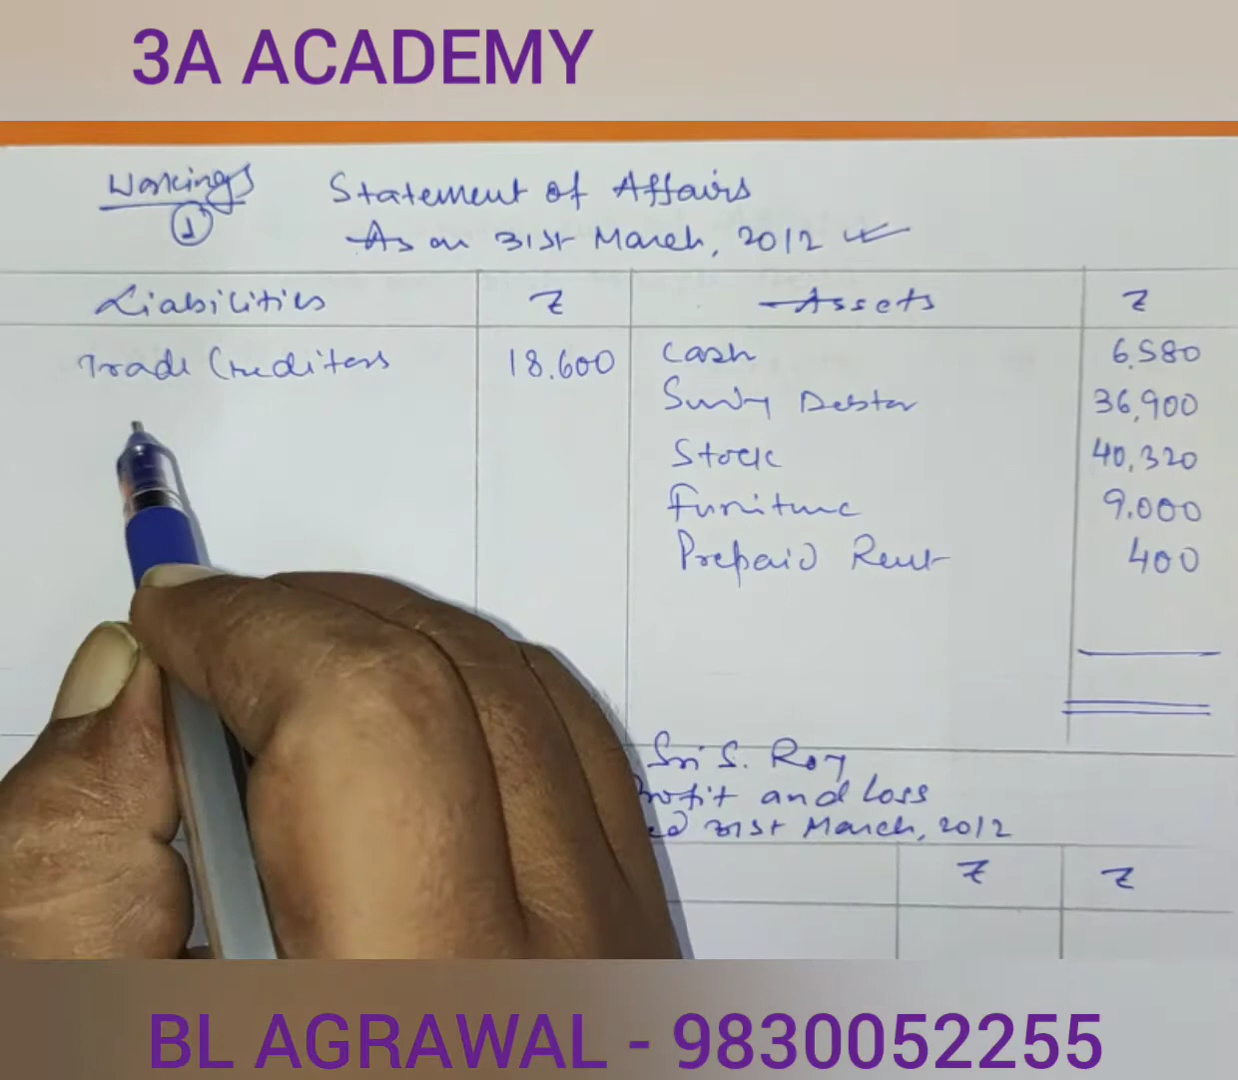 3A ACADEMY
Workings Statement of Affairs
1 As on 31st March, 2012
Liabilities ₹ Assets ₹
Trade Creditors 18,600 Cash 6,580
Sundry Debtor 36,900
Stock 40,320
Furniture 9,000
Prepaid Rent 400
Sri S. Roy
Profit and Loss
31st March, 2012
₹ ₹
BL AGRAWAL - 9830052255